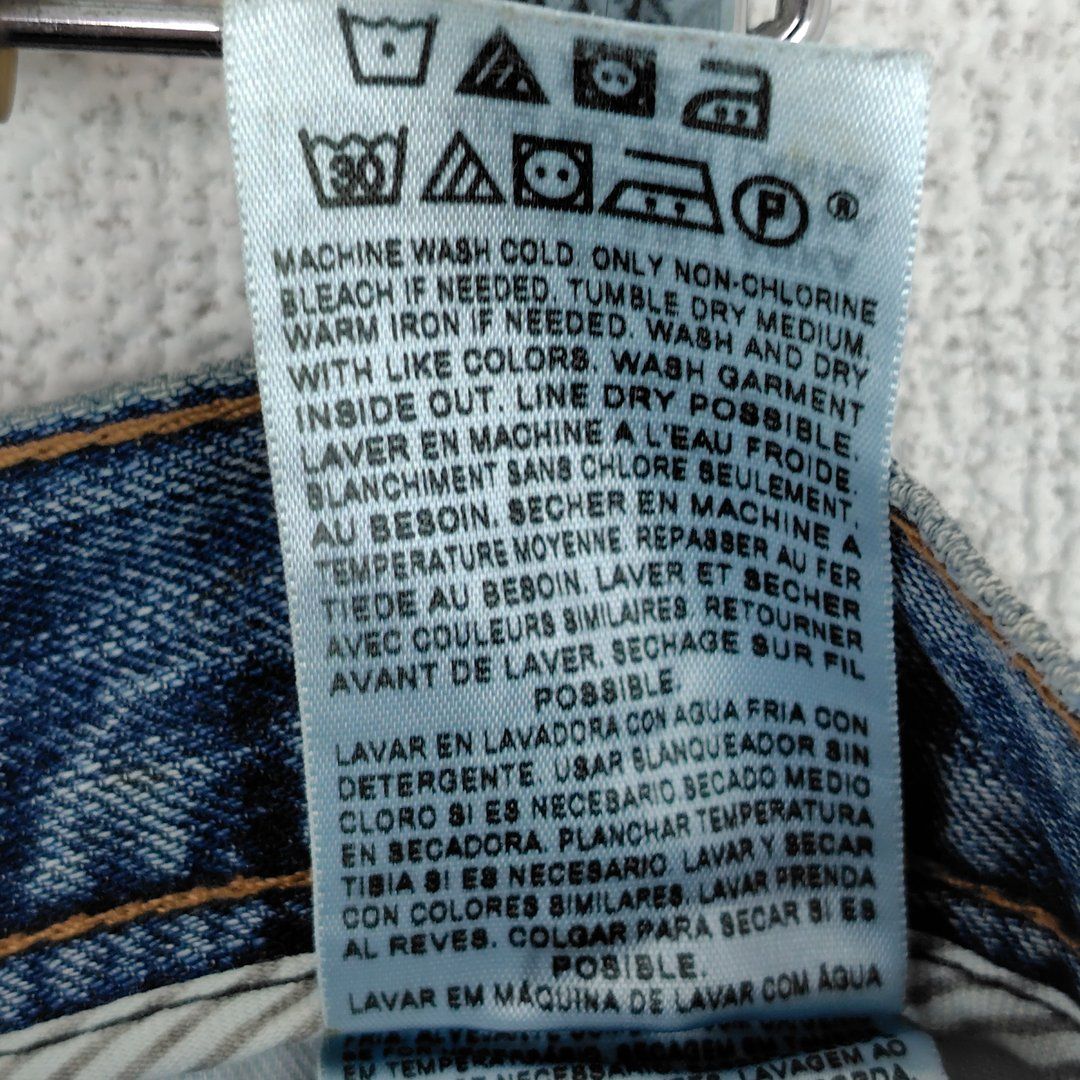 30 P ®
MACHINE WASH COLD. ONLY NON-CHLORINE
BLEACH IF NEEDED. TUMBLE DRY MEDIUM.
WARM IRON IF NEEDED. WASH AND DRY
WITH LIKE COLORS. WASH GARMENT
INSIDE OUT. LINE DRY POSSIBLE.
LAVER EN MACHINE A L'EAU FROIDE.
BLANCHIMENT SANS CHLORE SEULEMENT,
AU BESOIN. SECHER EN MACHINE A
TEMPERATURE MOYENNE. REPASSER AU FER
TIEDE AU BESOIN. LAVER ET SECHER
AVEC COULEURS SIMILAIRES. RETOURNER
AVANT DE LAVER. SECHAGE SUR FIL
POSSIBLE.
LAVAR EN LAVADORA CON AGUA FRIA CON
DETERGENTE. USAR BLANQUEADOR SIN
CLORO SI ES NECESARIO. SECADO MEDIO
EN SECADORA. PLANCHAR TEMPERATURA
TIBIA SI ES NECESARIO. LAVAR Y SECAR
CON COLORES SIMILARES. LAVAR PRENDA
AL REVES. COLGAR PARA SECAR SI ES
POSIBLE.
LAVAR EM MÁQUINA DE LAVAR COM ÁGUA
EM TEMPERATURA LAVAGEM AO